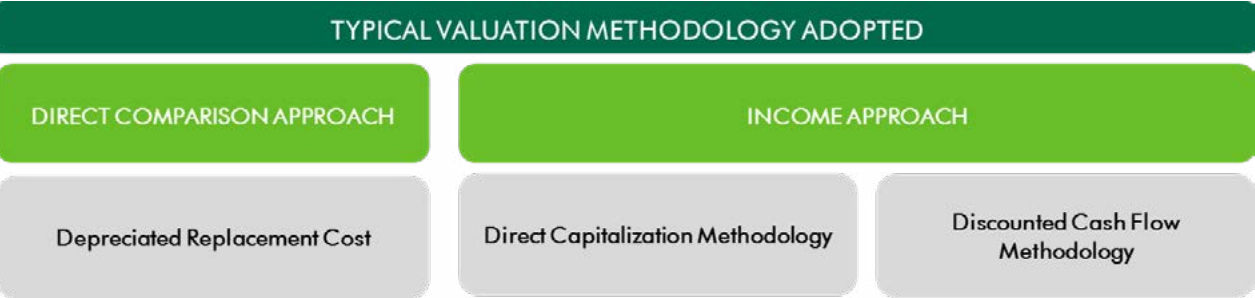 TYPICAL VALUATION METHODOLOGY ADOPTED
DIRECT COMPARISON APPROACH
INCOME APPROACH
Depreciated Replacement Cost
Direct Capitalization Methodology
Discounted Cash Flow
Methodology